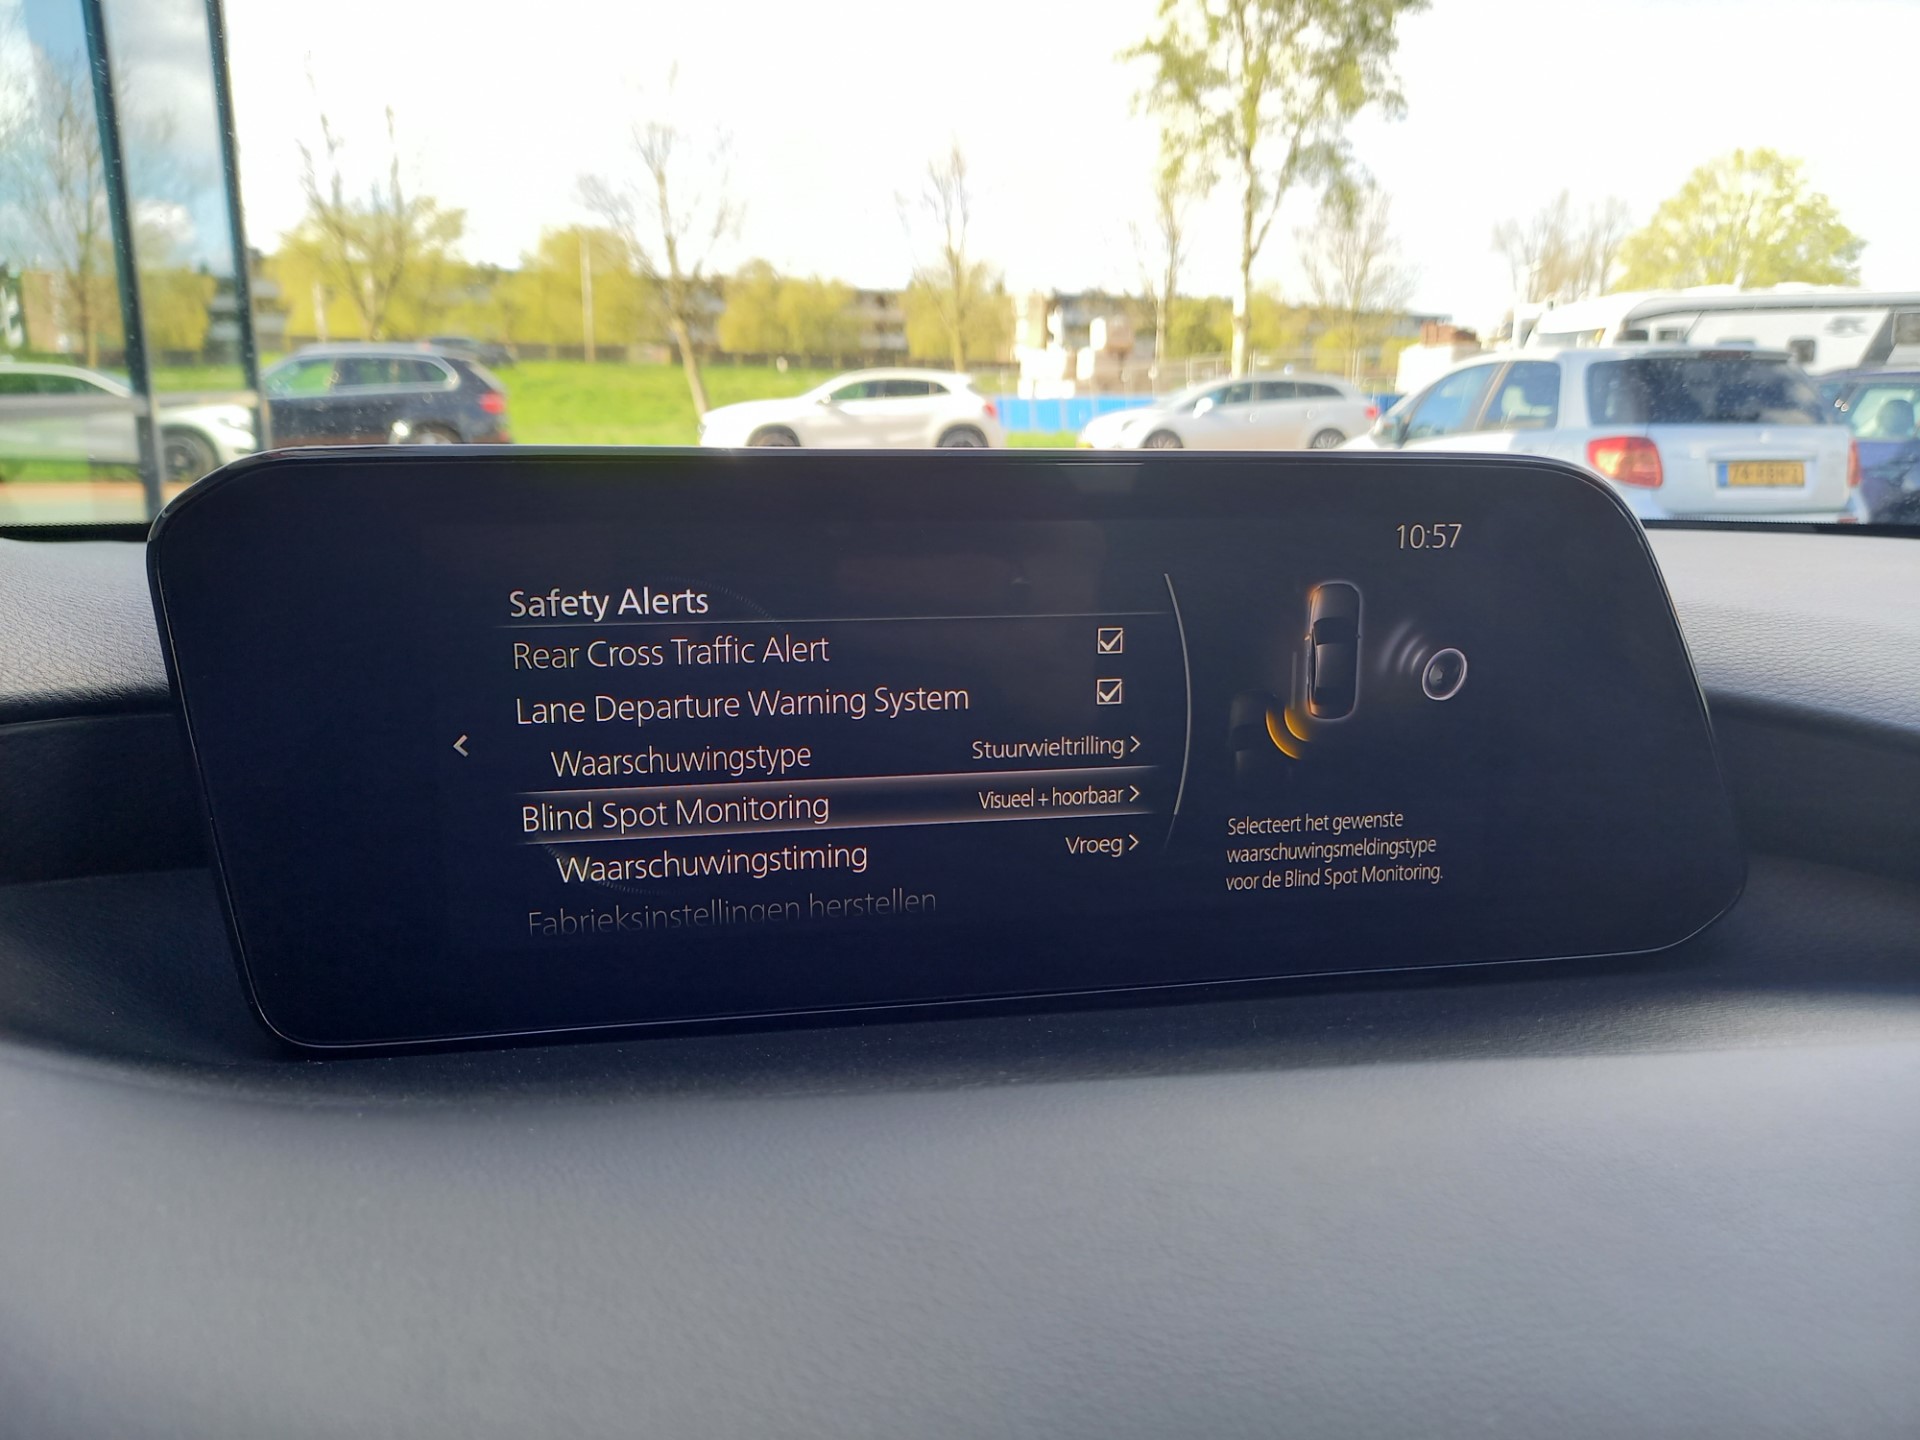 10:57
Safety Alerts
Rear Cross Traffic Alert
Lane Departure Warning System
Waarschuwingstype Stuurwieltrilling >
Blind Spot Monitoring Visueel + hoorbaar >
Waarschuwingstiming Vroeg >
Fabrieksinstellingen herstellen
Selecteert het gewenste
waarschuwingsmeldingstype
voor de Blind Spot Monitoring.